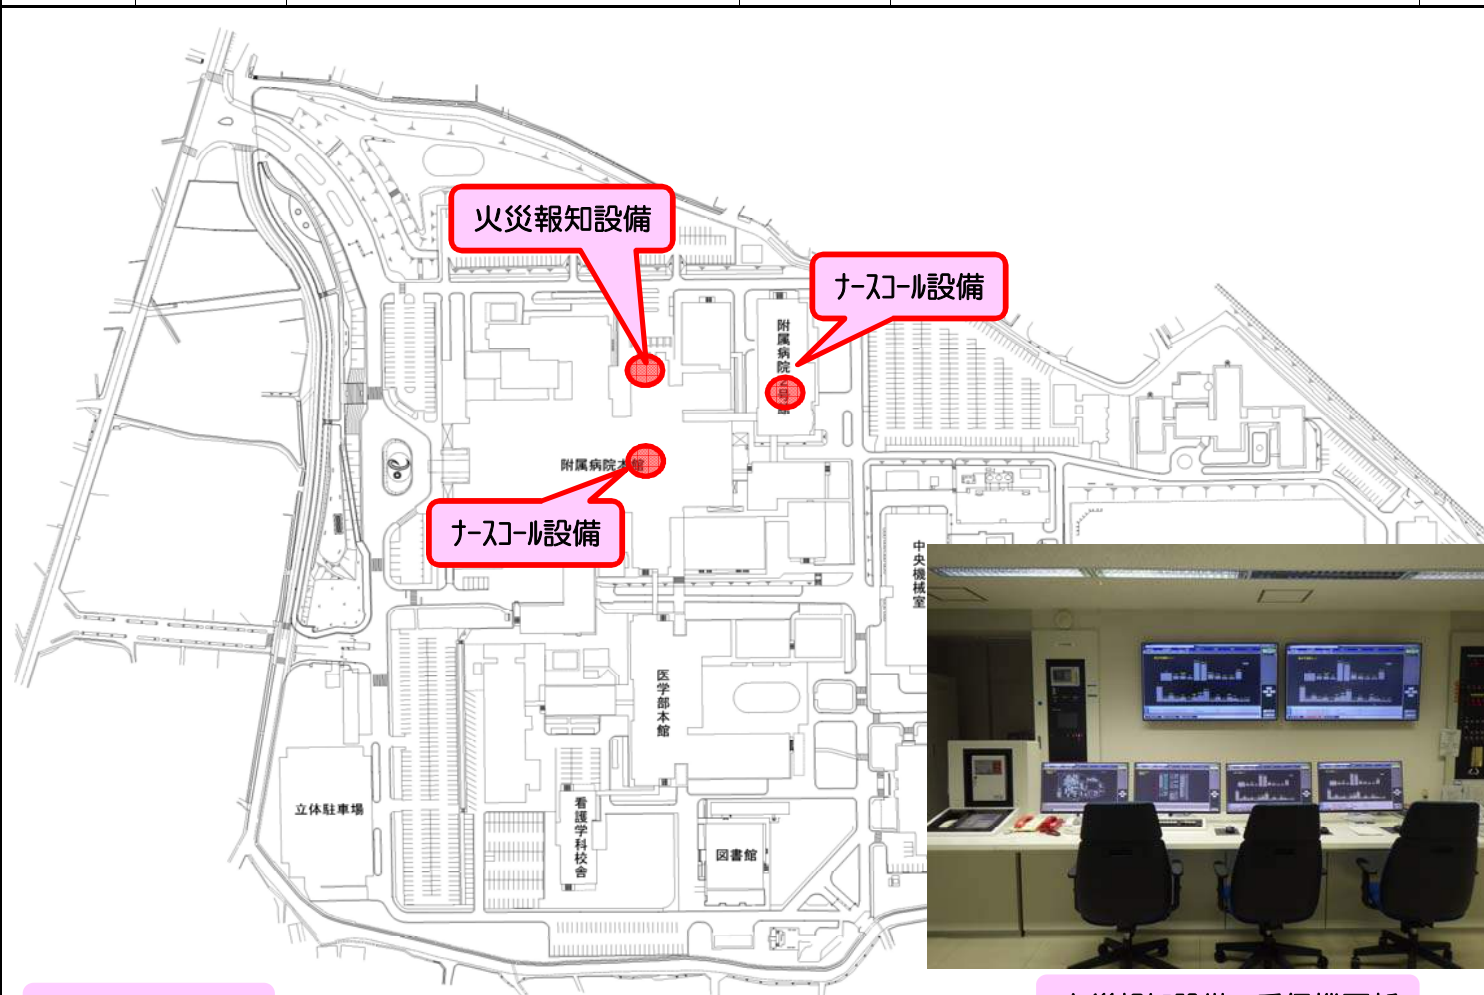 火災報知設備
ﾅｰｽｺｰﾙ設備
附属病院
附属病院本館
ﾅｰｽｺｰﾙ設備
中央機械室
医学部本館
立体駐車場
看護学科校舎
図書館